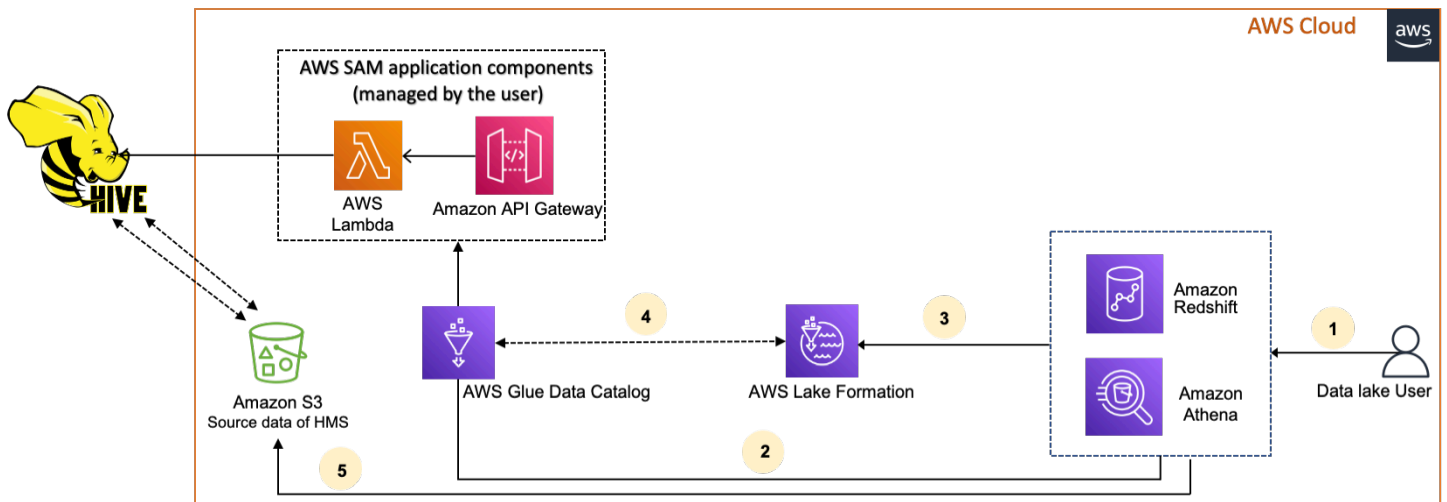 AWS Cloud
aws
AWS SAM application components
(managed by the user)
HIVE
</>
AWS
Lambda
Amazon API Gateway
Amazon
Redshift
1
3
4
AWS Glue Data Catalog
AWS Lake Formation
Amazon
Athena
Data lake User
Amazon S3
Source data of HMS
2
5